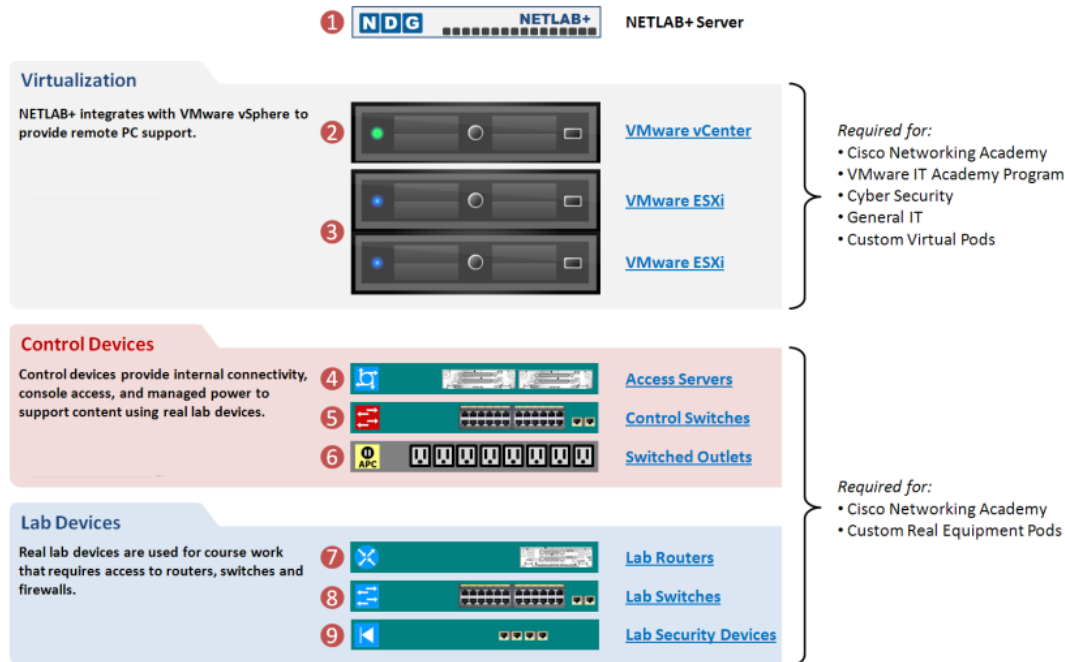 1 NDG NETLAB+ NETLAB+ Server
Virtualization
NETLAB+ integrates with VMware vSphere to
provide remote PC support.
2 VMware vCenter
3 VMware ESXi
VMware ESXi
Required for:
• Cisco Networking Academy
• VMware IT Academy Program
• Cyber Security
• General IT
• Custom Virtual Pods
Control Devices
Control devices provide internal connectivity,
console access, and managed power to
support content using real lab devices.
4 Access Servers
5 Control Switches
6 APC Switched Outlets
Lab Devices
Real lab devices are used for course work
that requires access to routers, switches and
firewalls.
7 Lab Routers
8 Lab Switches
9 Lab Security Devices
Required for:
• Cisco Networking Academy
• Custom Real Equipment Pods